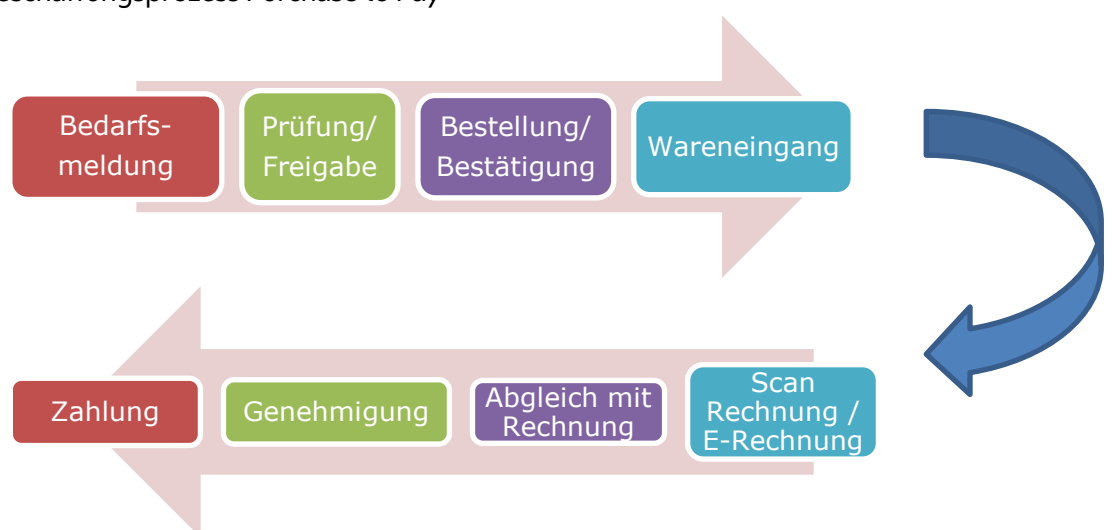 Bedarfs-
meldung
Prüfung/
Freigabe
Bestellung/
Bestätigung
Wareneingang
Scan
Rechnung /
E-Rechnung
Abgleich mit
Rechnung
Genehmigung
Zahlung